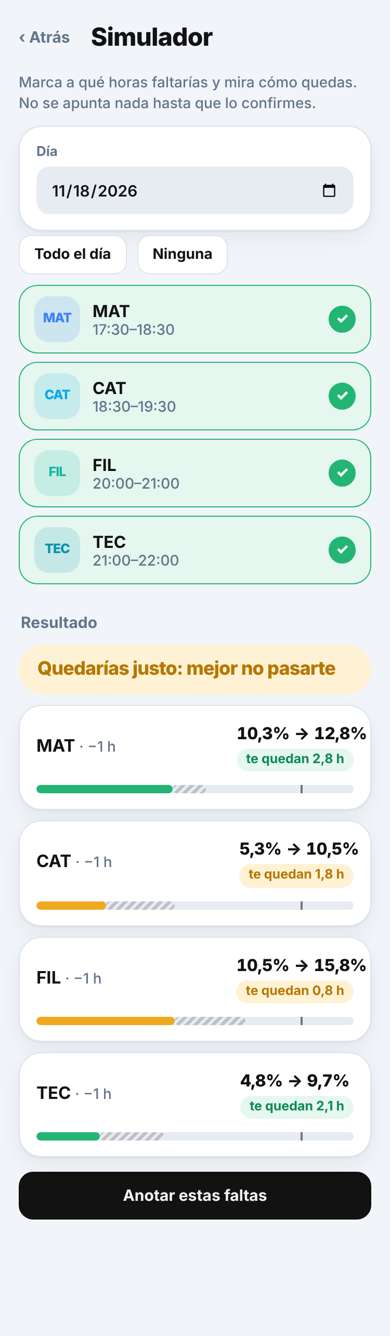 ‹ Atrás Simulador
Marca a qué horas faltarías y mira cómo quedas.
No se apunta nada hasta que lo confirmes.
Día
11/18/2026
Todo el día Ninguna
MAT MAT
17:30–18:30
CAT CAT
18:30–19:30
FIL FIL
20:00–21:00
TEC TEC
21:00–22:00
Resultado
Quedarías justo: mejor no pasarte
MAT · −1 h 10,3% → 12,8%
te quedan 2,8 h
CAT · −1 h 5,3% → 10,5%
te quedan 1,8 h
FIL · −1 h 10,5% → 15,8%
te quedan 0,8 h
TEC · −1 h 4,8% → 9,7%
te quedan 2,1 h
Anotar estas faltas